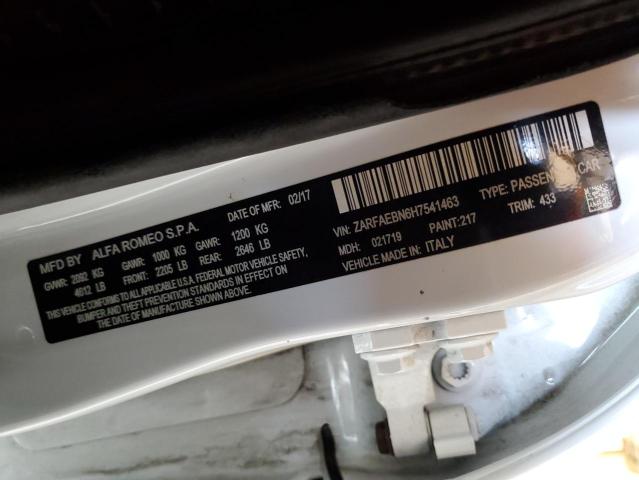 MFD BY ALFA ROMEO S.P.A. DATE OF MFR: 02/17
GVWR: 2092 KG GAWR: 1000 KG GAWR: 1200 KG
4612 LB FRONT: 2205 LB REAR: 2646 LB
THIS VEHICLE CONFORMS TO ALL APPLICABLE U.S.A. FEDERAL MOTOR VEHICLE SAFETY,
BUMPER AND THEFT PREVENTION STANDARDS IN EFFECT ON
THE DATE OF MANUFACTURE SHOWN ABOVE.
VIN: ZARFAEBN6H7541463 TYPE: CAR
MDH: 021719 PAINT: 217 TRIM: 433
VEHICLE MADE IN: ITALY